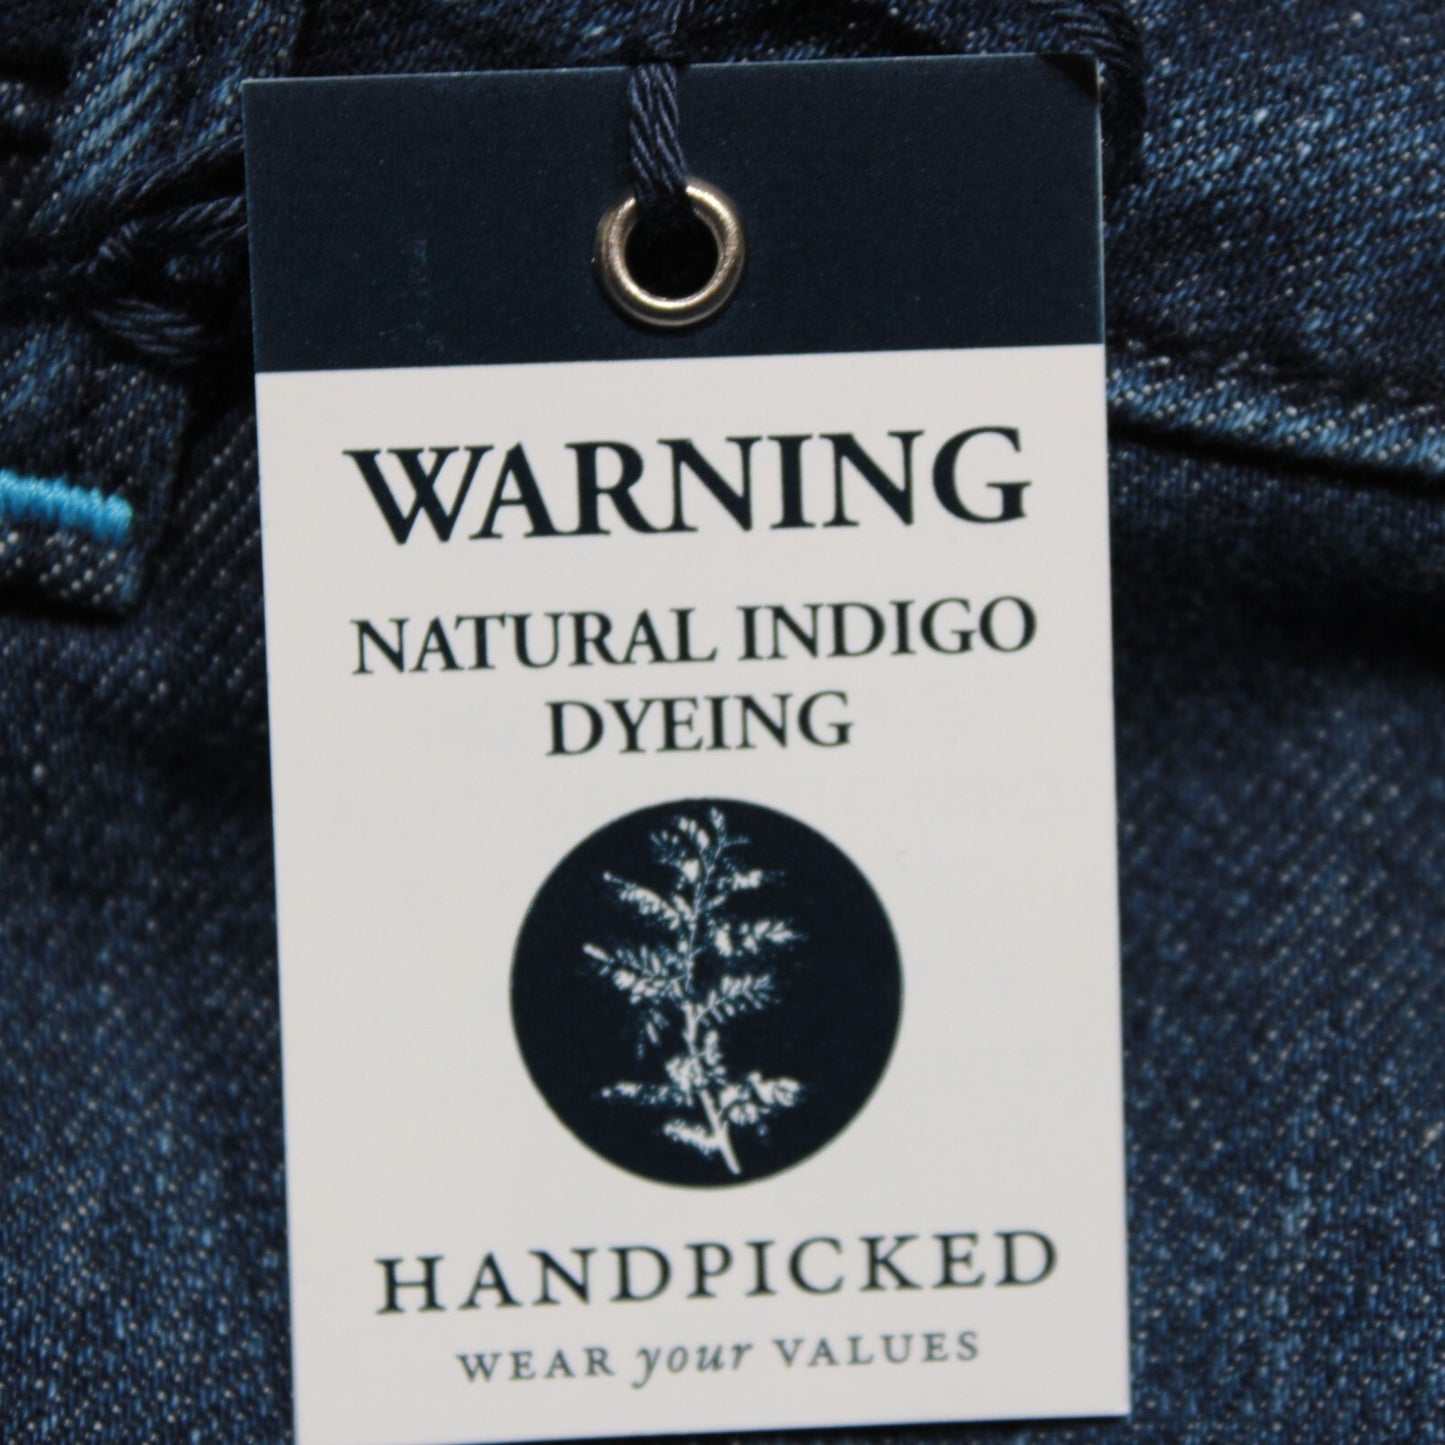 WARNING
NATURAL INDIGO
DYEING
HANDPICKED
WEAR your VALUES